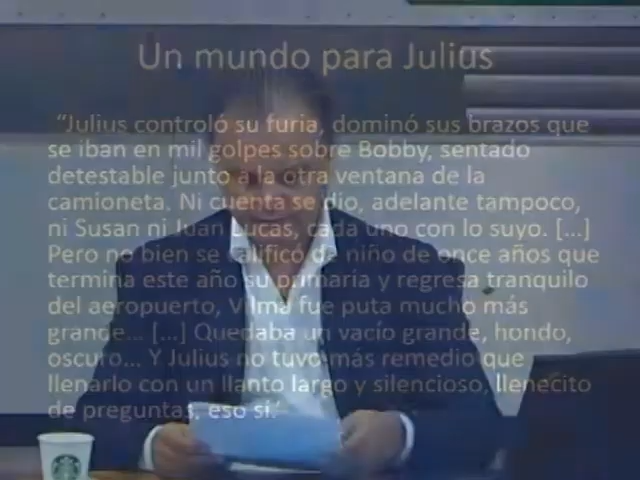 Un mundo para Julius
“Julius controló su furia, dominó sus brazos que
se iban en mil golpes sobre Bobby, sentado
detestable junto a la otra ventana de la
camioneta. Ni cuenta se dio, adelante tampoco,
ni Susan ni Juan Lucas, cada uno con lo suyo. […]
Pero no bien se calificó de niño de once años que
termina este año su primaria y regresa tranquilo
del aeropuerto, Vilma fue puta mucho más
grande… […] Quedaba un vacío grande, hondo,
oscuro… Y Julius no tuvo más remedio que
llenarlo con un llanto largo y silencioso, llenecito
de preguntas, eso sí.”